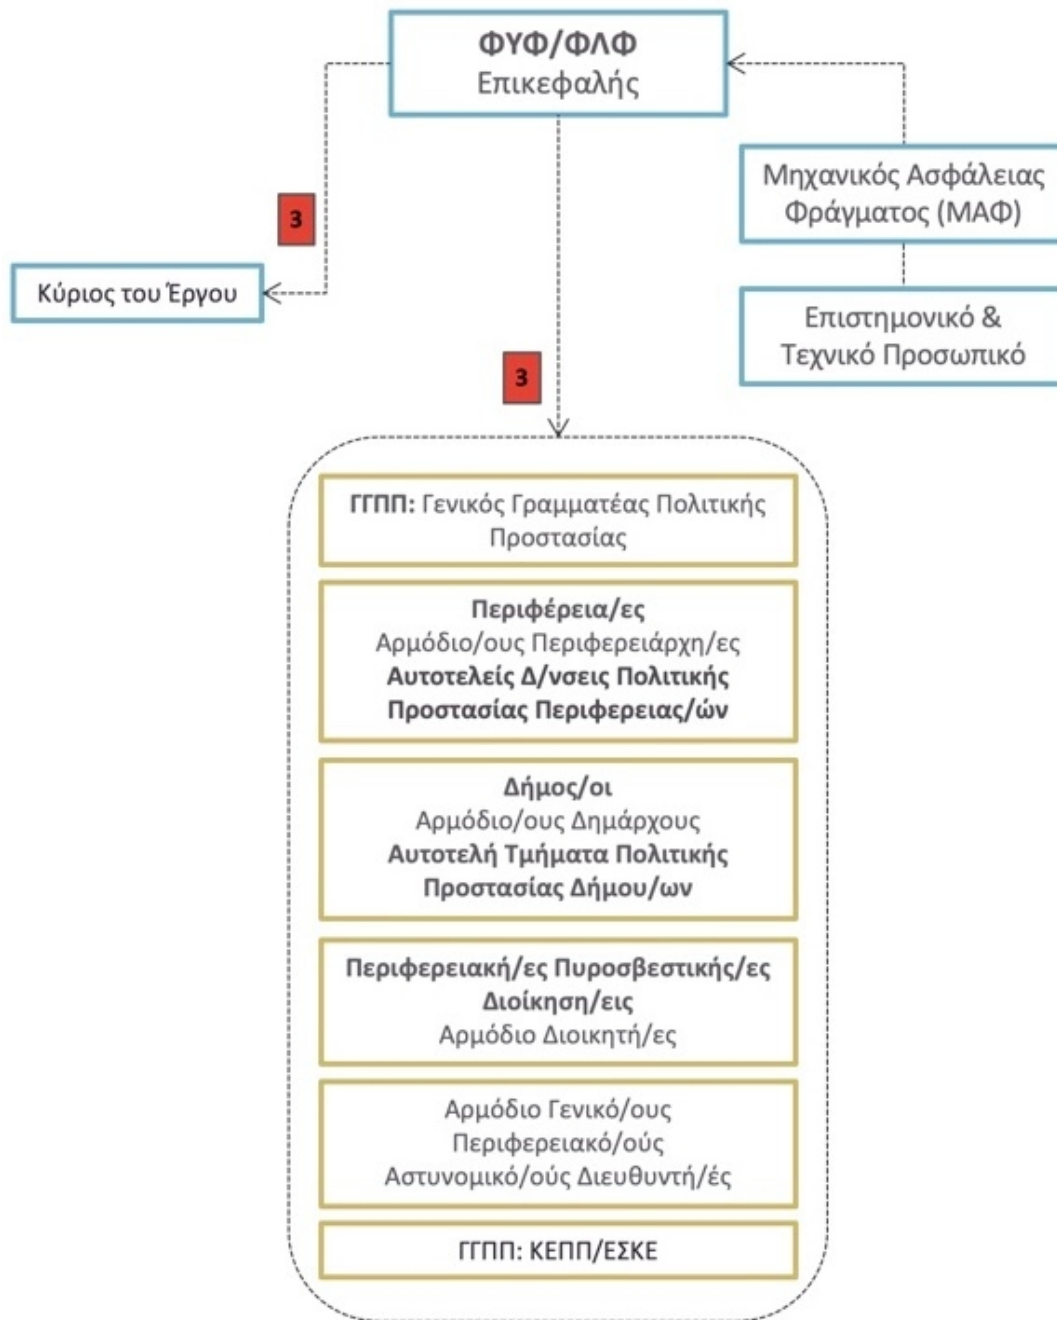 ΦΥΦ/ΦΛΦ
Επικεφαλής
Μηχανικός Ασφάλειας
Φράγματος (ΜΑΦ)
3
Κύριος του Έργου
Επιστημονικό &
Τεχνικό Προσωπικό
3
ΓΓΠΠ: Γενικός Γραμματέας Πολιτικής
Προστασίας
Περιφέρεια/ες
Αρμόδιο/ους Περιφερειάρχη/ες
Αυτοτελείς Δ/νσεις Πολιτικής
Προστασίας Περιφερειας/ών
Δήμος/οι
Αρμόδιο/ους Δημάρχους
Αυτοτελή Τμήματα Πολιτικής
Προστασίας Δήμου/ων
Περιφερειακή/ες Πυροσβεστικής/ες
Διοίκηση/εις
Αρμόδιο Διοικητή/ες
Αρμόδιο Γενικό/ους
Περιφερειακό/ούς
Αστυνομικό/ούς Διευθυντή/ές
ΓΓΠΠ: ΚΕΠΠ/ΕΣΚΕ